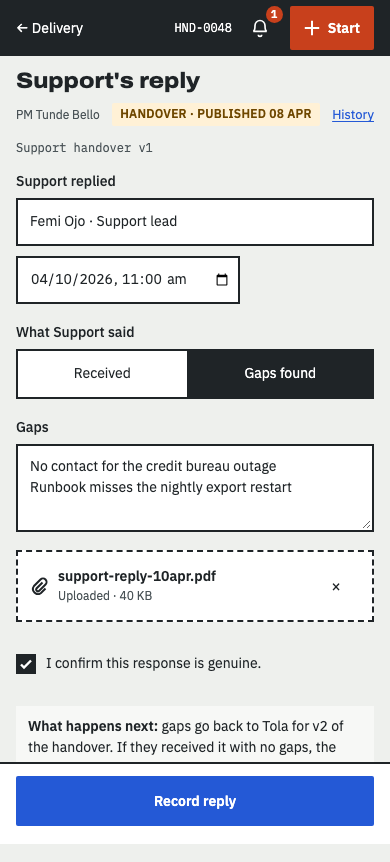 ← Delivery
HND-0048
1
+ Start
Support's reply
PM Tunde Bello
HANDOVER · PUBLISHED 08 APR
History
Support handover v1
Support replied
Femi Ojo · Support lead
04/10/2026, 11:00 am
What Support said
Received
Gaps found
Gaps
No contact for the credit bureau outage
Runbook misses the nightly export restart
support-reply-10apr.pdf
Uploaded · 40 KB
×
I confirm this response is genuine.
What happens next: gaps go back to Tola for v2 of
the handover. If they received it with no gaps, the
Record reply